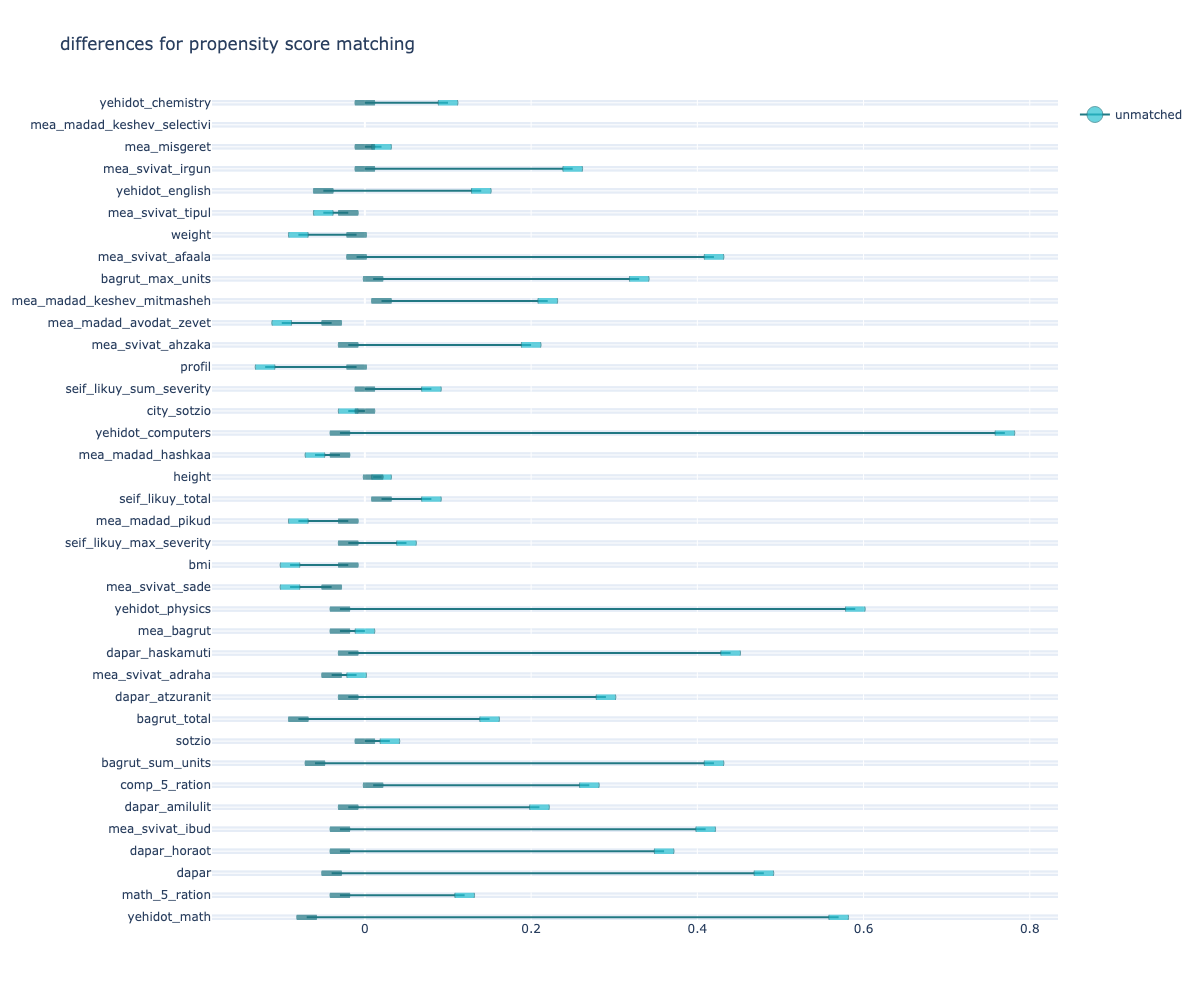 differences for propensity score matching
yehidot_chemistry
mea_madad_keshev_selectivi
mea_misgeret
mea_svivat_irgun
yehidot_english
mea_svivat_tipul
weight
mea_svivat_afaala
bagrut_max_units
mea_madad_keshev_mitmasheh
mea_madad_avodat_zevet
mea_svivat_ahzaka
profil
seif_likuy_sum_severity
city_sotzio
yehidot_computers
mea_madad_hashkaa
height
seif_likuy_total
mea_madad_pikud
seif_likuy_max_severity
bmi
mea_svivat_sade
yehidot_physics
mea_bagrut
dapar_haskamuti
mea_svivat_adraha
dapar_atzuranit
bagrut_total
sotzio
bagrut_sum_units
comp_5_ration
dapar_amilulit
mea_svivat_ibud
dapar_horaot
dapar
math_5_ration
yehidot_math
0 0.2 0.4 0.6 0.8
unmatched